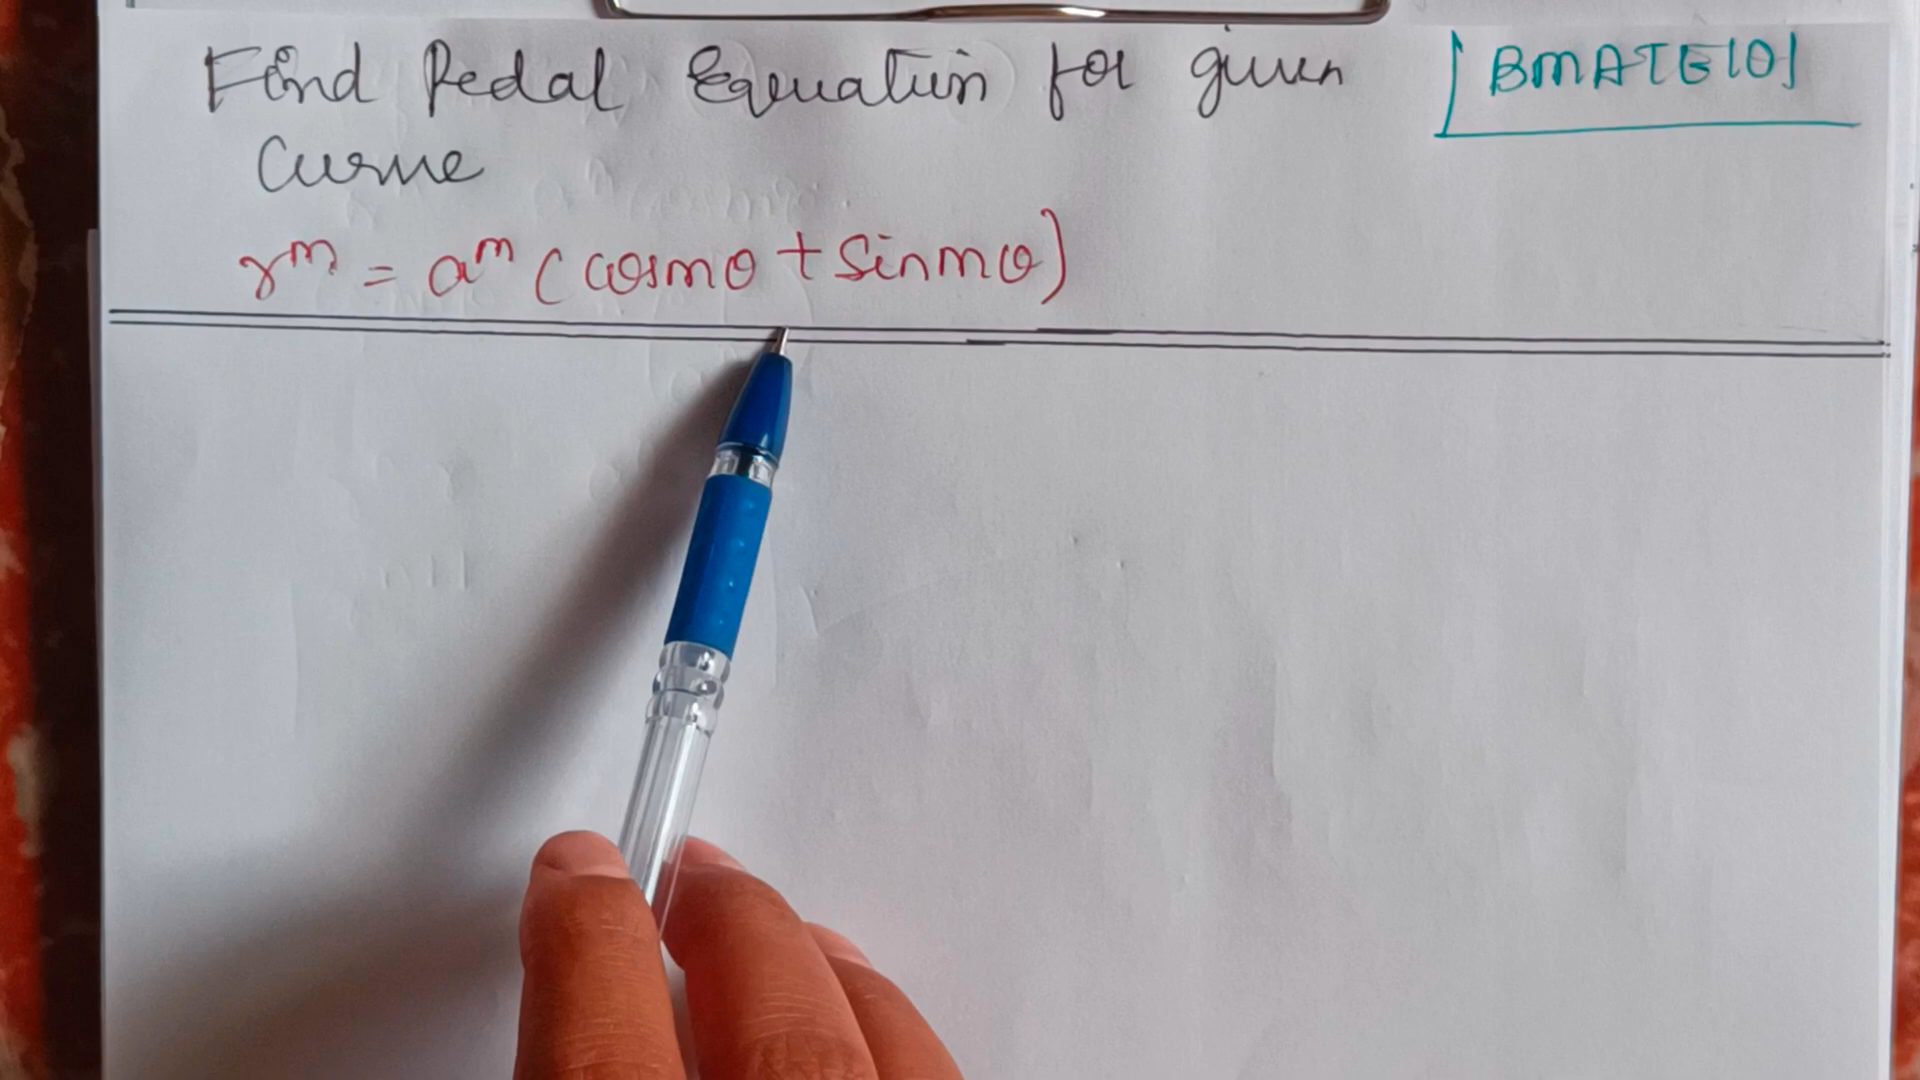 Find Pedal Equation for given
Curve
r^m = a^m (cosmθ + sinmθ)
BMATE101